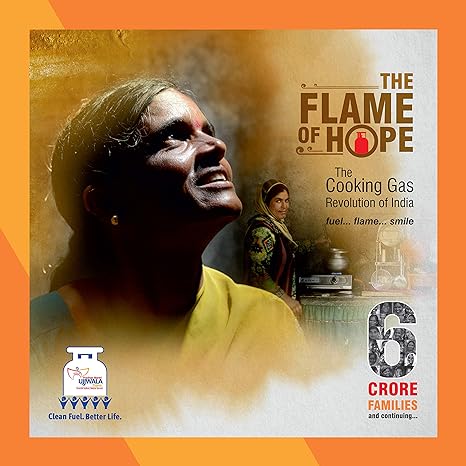 THE
FLAME
OF HOPE
The
Cooking Gas
Revolution of India
fuel... flame... smile
6
CRORE
FAMILIES
and continuing...
UJJWALA
Clean Fuel. Better Life.